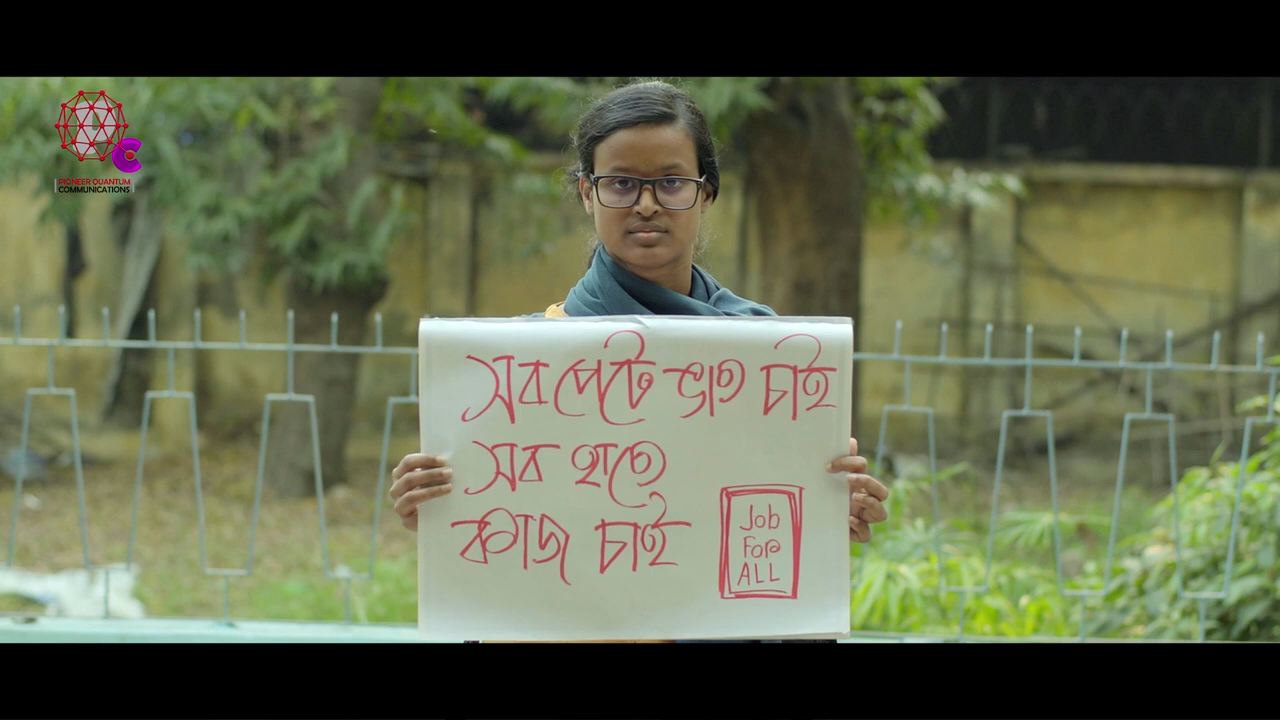 PIONEER QUANTUM
COMMUNICATIONS
সব পেটে ভাত চাই
সব হাতে
কাজ চাই
Job
For
ALL